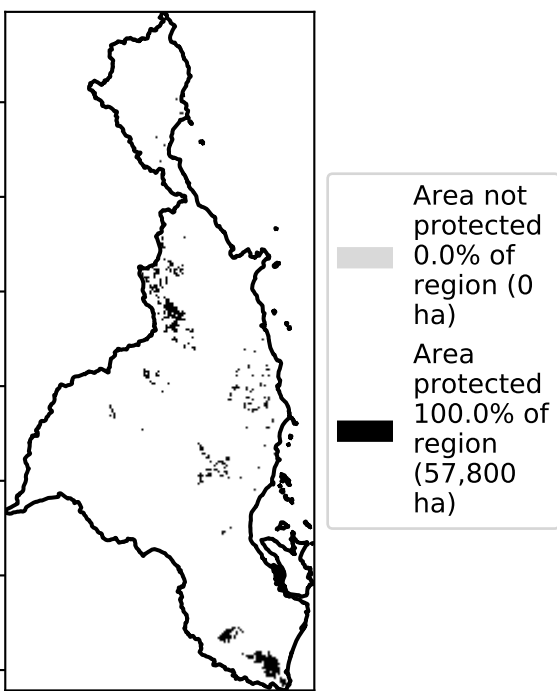 Area not
protected
0.0% of
region (0
ha)
Area
protected
100.0% of
region
(57,800
ha)